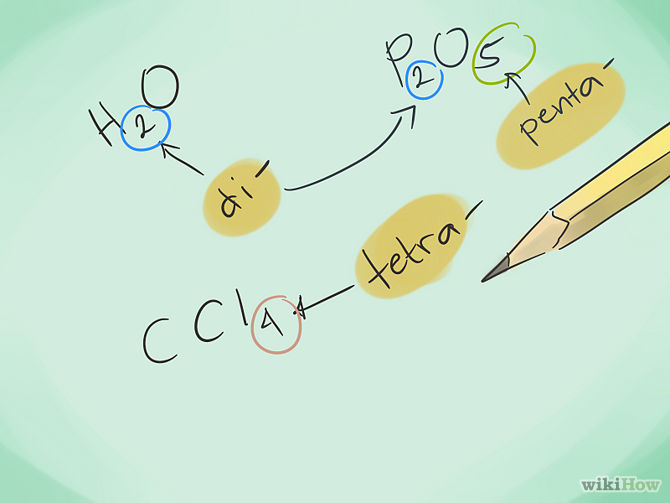 H2O
P2O5
di-
penta-
tetra-
CCl4
wikiHow